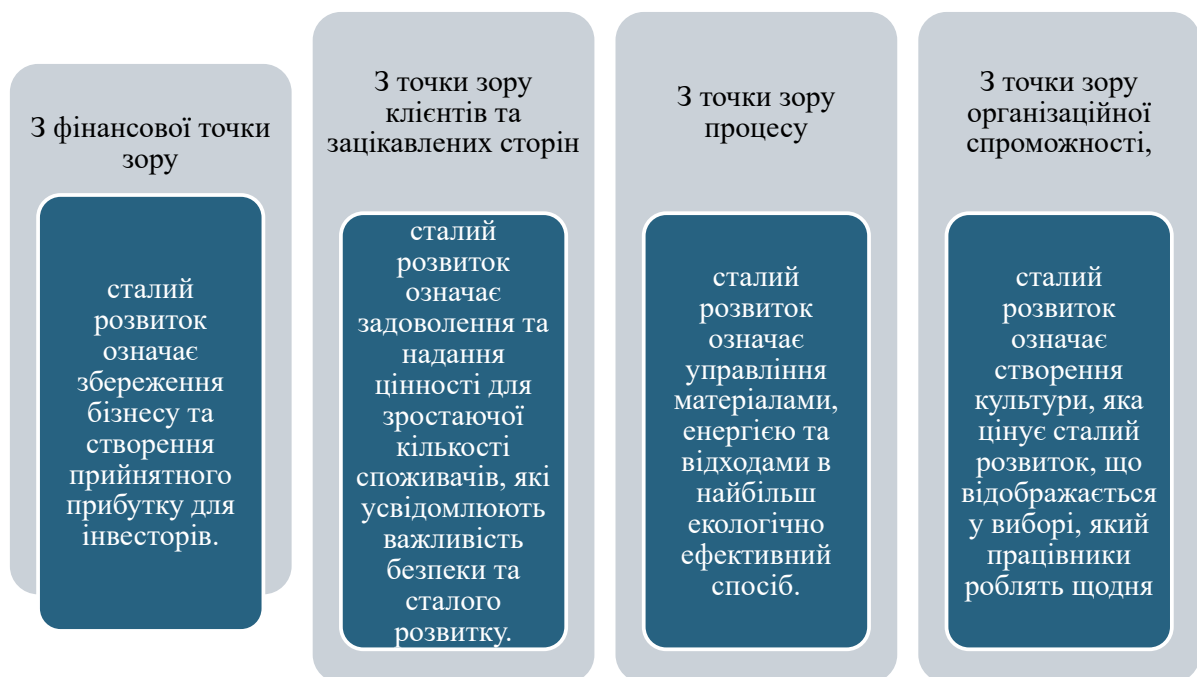 З фінансової точки
зору
сталий
розвиток
означає
збереження
бізнесу та
створення
прийнятного
прибутку для
інвесторів.
З точки зору
клієнтів та
зацікавлених сторін
сталий
розвиток
означає
задоволення та
надання
цінності для
зростаючої
кількості
споживачів, які
усвідомлюють
важливість
безпеки та
сталого
розвитку.
З точки зору
процесу
сталий
розвиток
означає
управління
матеріалами,
енергією та
відходами в
найбільш
екологічно
ефективний
спосіб.
З точки зору
організаційної
спроможності,
сталий
розвиток
означає
створення
культури, яка
цінує сталий
розвиток, що
відображається
у виборі, який
працівники
роблять щодня